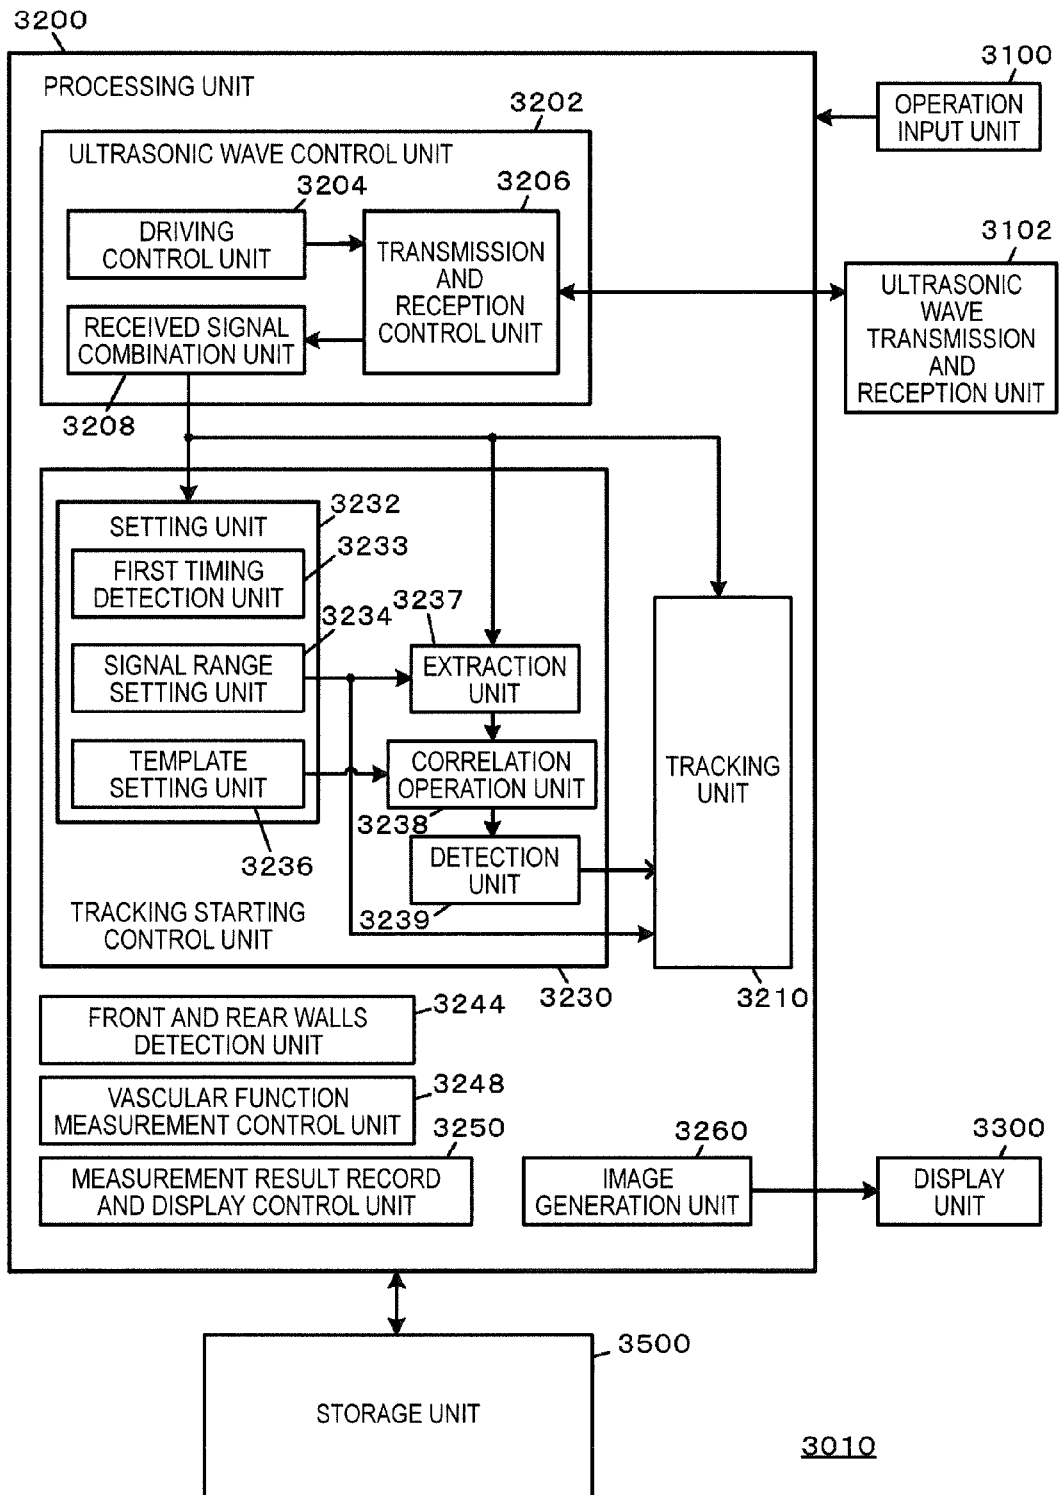 3200
PROCESSING UNIT
3100
OPERATION
INPUT UNIT
3202
ULTRASONIC WAVE CONTROL UNIT
3204
DRIVING
CONTROL UNIT
3206
TRANSMISSION
AND
RECEPTION
CONTROL UNIT
3102
ULTRASONIC
WAVE
TRANSMISSION
AND
RECEPTION UNIT
RECEIVED SIGNAL
COMBINATION UNIT
3208
3232
SETTING UNIT
3233
FIRST TIMING
DETECTION UNIT
3234
SIGNAL RANGE
SETTING UNIT
3237
EXTRACTION
UNIT
TEMPLATE
SETTING UNIT
3236
CORRELATION
OPERATION UNIT
3238
DETECTION
UNIT
3239
TRACKING
UNIT
3210
TRACKING STARTING
CONTROL UNIT
3230
3244
FRONT AND REAR WALLS
DETECTION UNIT
3248
VASCULAR FUNCTION
MEASUREMENT CONTROL UNIT
3250
MEASUREMENT RESULT RECORD
AND DISPLAY CONTROL UNIT
3260
IMAGE
GENERATION UNIT
3300
DISPLAY
UNIT
3500
STORAGE UNIT
3010